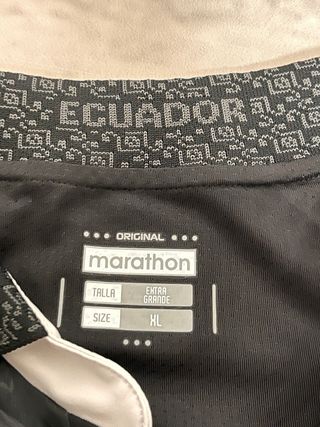 ECUADOR
ORIGINAL
marathon
TALLA EXTRA GRANDE
SIZE XL